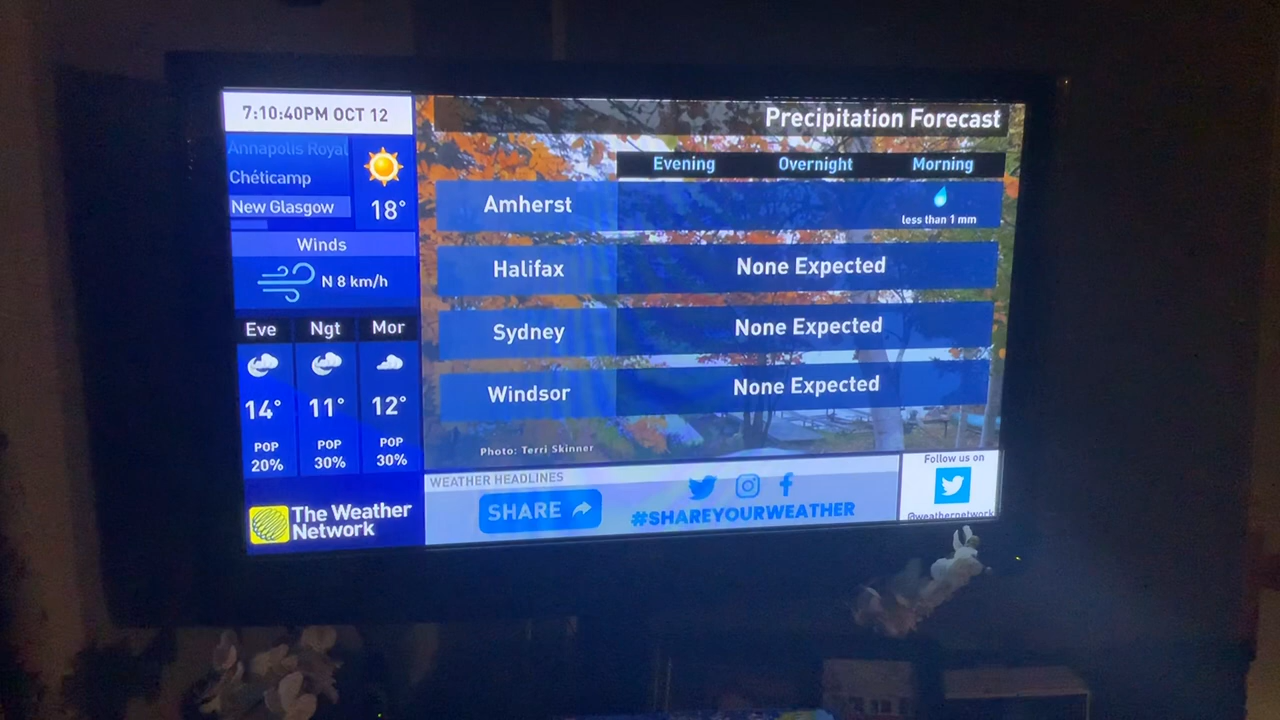 7:10:40PM OCT 12
Annapolis Royal
Chéticamp
New Glasgow
18°
Winds
N 8 km/h
Eve Ngt Mor
14° 11° 12°
POP POP POP
20% 30% 30%
The Weather
Network
Precipitation Forecast
Evening Overnight Morning
Amherst
less than 1 mm
Halifax None Expected
Sydney None Expected
Windsor None Expected
Photo: Terri Skinner
WEATHER HEADLINES
SHARE
#SHAREYOURWEATHER
Follow us on
@weathernetwork